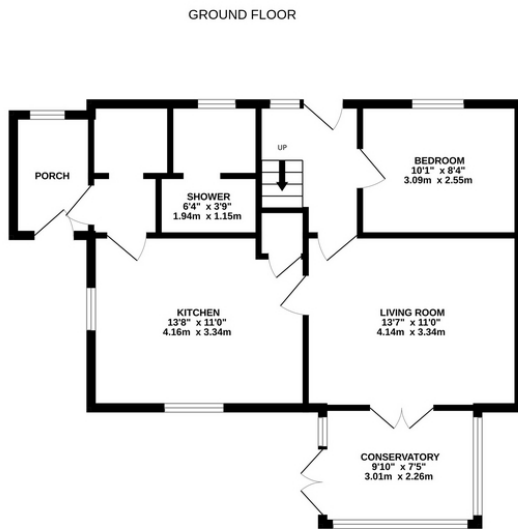 GROUND FLOOR
PORCH
UP
SHOWER
6'4" x 3'9"
1.94m x 1.15m
BEDROOM
10'1" x 8'4"
3.09m x 2.55m
KITCHEN
13'8" x 11'0"
4.16m x 3.34m
LIVING ROOM
13'7" x 11'0"
4.14m x 3.34m
CONSERVATORY
9'10" x 7'5"
3.01m x 2.26m